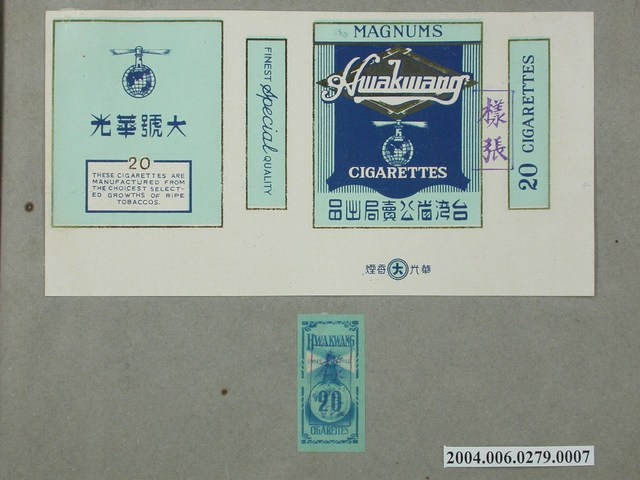 光華號大
20
THESE CIGARETTES ARE
MANUFACTURED FROM
THE CHOICEST SELECT-
ED GROWTHS OF RIPE
TOBACCOS.
FINEST Special QUALITY
MAGNUMS
Hwakwang
CIGARETTES
品出局賣公省灣台
樣張
20 CIGARETTES
煙香大光華
HWAKWANG
20
CIGARETTES
2004.006.0279.0007